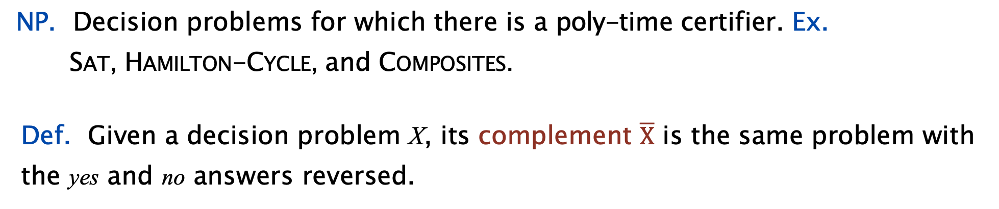 NP. Decision problems for which there is a poly-time certifier. Ex.
SAT, HAMILTON-CYCLE, and COMPOSITES.
Def. Given a decision problem X, its complement X̅ is the same problem with
the yes and no answers reversed.